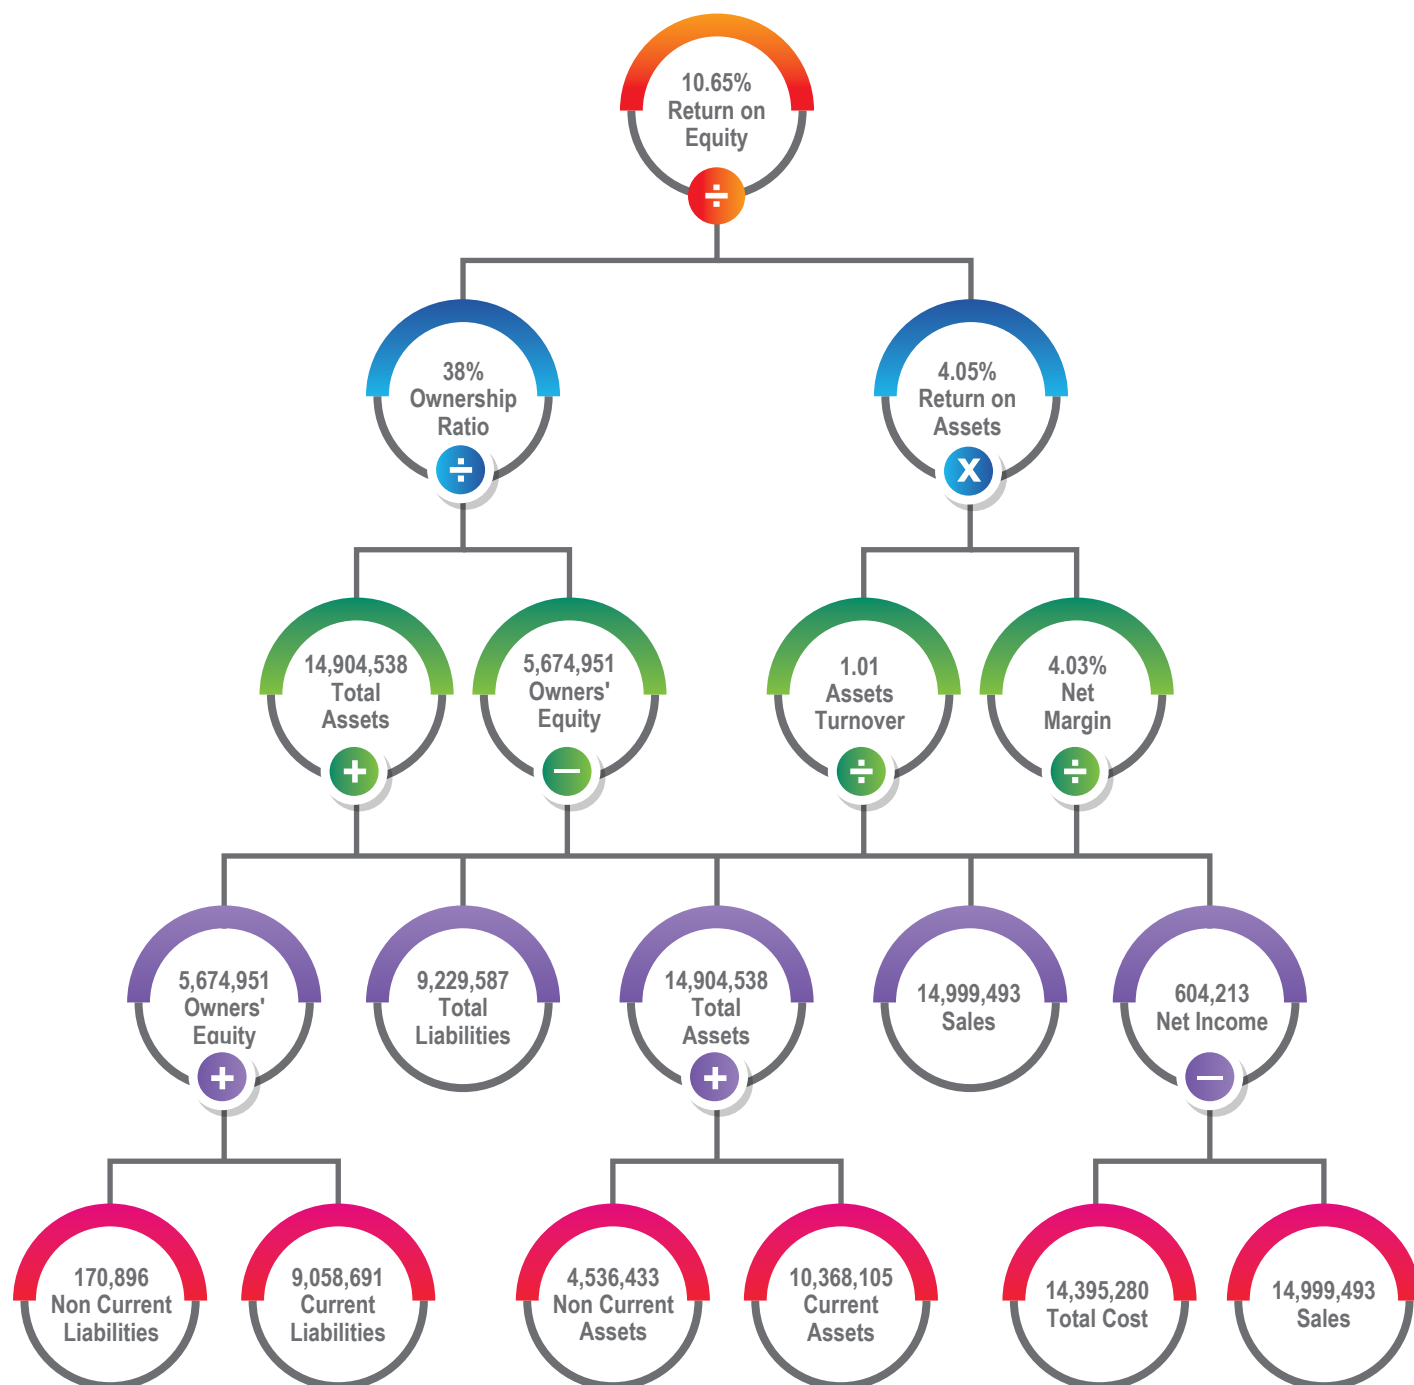 10.65%
Return on
Equity
÷
38%
Ownership
Ratio
÷
4.05%
Return on
Assets
X
14,904,538
Total
Assets
+
5,674,951
Owners'
Equity
−
1.01
Assets
Turnover
÷
4.03%
Net
Margin
÷
5,674,951
Owners'
Equity
+
9,229,587
Total
Liabilities
14,904,538
Total
Assets
+
14,999,493
Sales
604,213
Net Income
−
170,896
Non Current
Liabilities
9,058,691
Current
Liabilities
4,536,433
Non Current
Assets
10,368,105
Current
Assets
14,395,280
Total Cost
14,999,493
Sales